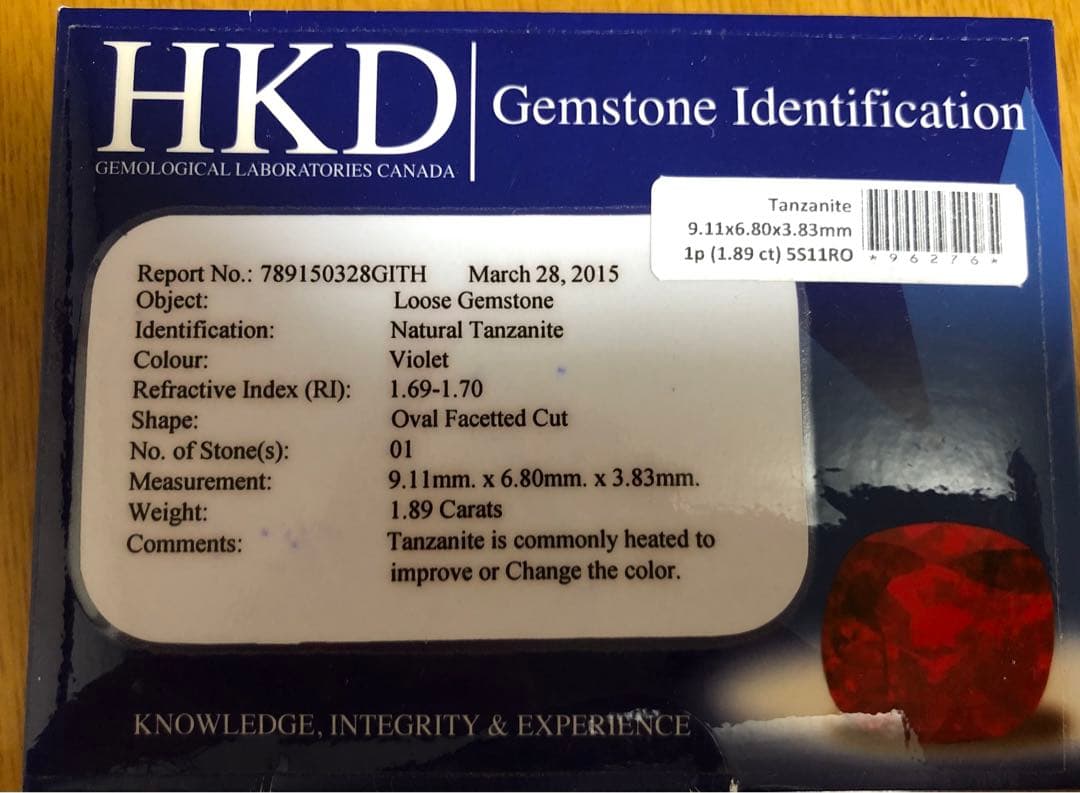 HKD
GEMOLOGICAL LABORATORIES CANADA
Gemstone Identification
Tanzanite
9.11x6.80x3.83mm
1p (1.89 ct) 5S11RO
*96276*
Report No.: 789150328GITH March 28, 2015
Object: Loose Gemstone
Identification: Natural Tanzanite
Colour: Violet
Refractive Index (RI): 1.69-1.70
Shape: Oval Facetted Cut
No. of Stone(s): 01
Measurement: 9.11mm. x 6.80mm. x 3.83mm.
Weight: 1.89 Carats
Comments: Tanzanite is commonly heated to
improve or Change the color.
KNOWLEDGE, INTEGRITY & EXPERIENCE